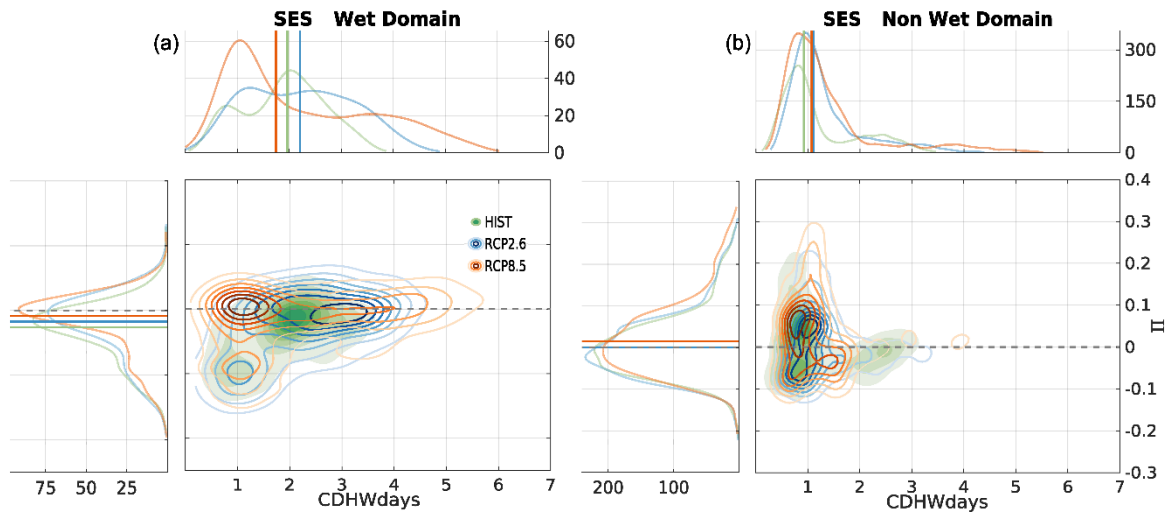 SES Wet Domain
(a)
60
40
20
0
HIST
RCP2.6
RCP8.5
75 25
1 2 3 4 5 6 7
CDHWdays
SES Non Wet Domain
(b)
300
150
0
0.4
0.3
0.2
0.1
0
-0.1
-0.2
-0.3
II
200 100
1 2 3 4 5 6 7
CDHWdays